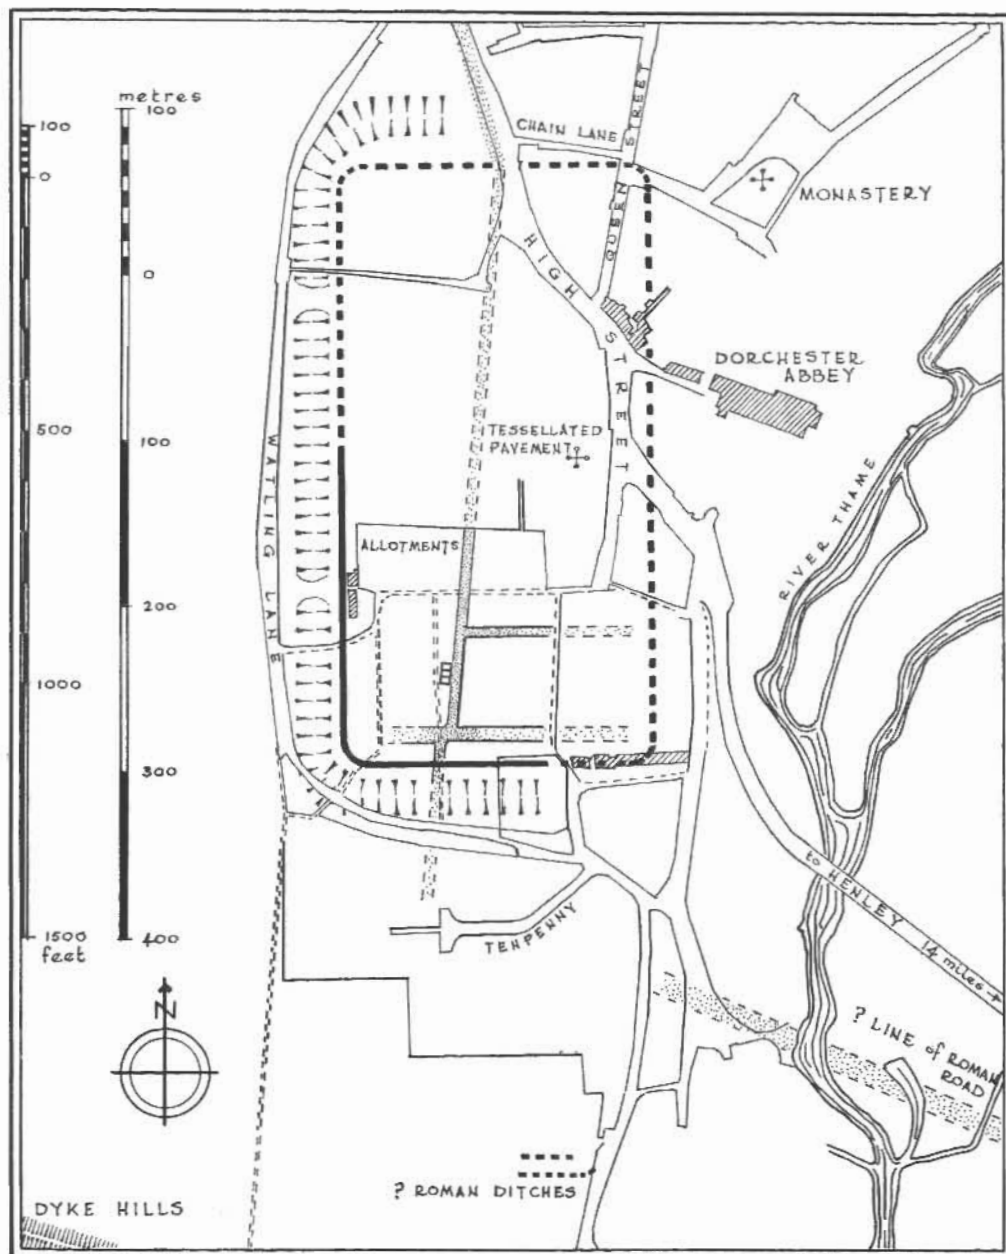 metres
100
100
0
0
500
100
200
1000
300
1500
feet
400
N
CHAIN LANE
QUEEN STREET
HIGH STREET
MONASTERY
DORCHESTER
ABBEY
TESSELLATED
PAVEMENT
WATLING LANE
ALLOTMENTS
RIVER THAME
TENPENNY
to HENLEY 14 miles
? LINE of ROMAN
ROAD
? ROMAN DITCHES
DYKE HILLS